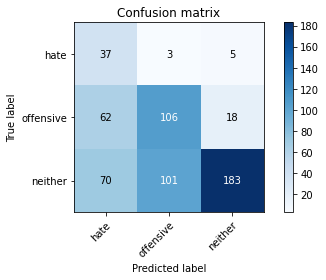 Confusion matrix
hate 37 3 5
offensive 62 106 18
neither 70 101 183
hate offensive neither
True label
Predicted label
180
160
140
120
100
80
60
40
20